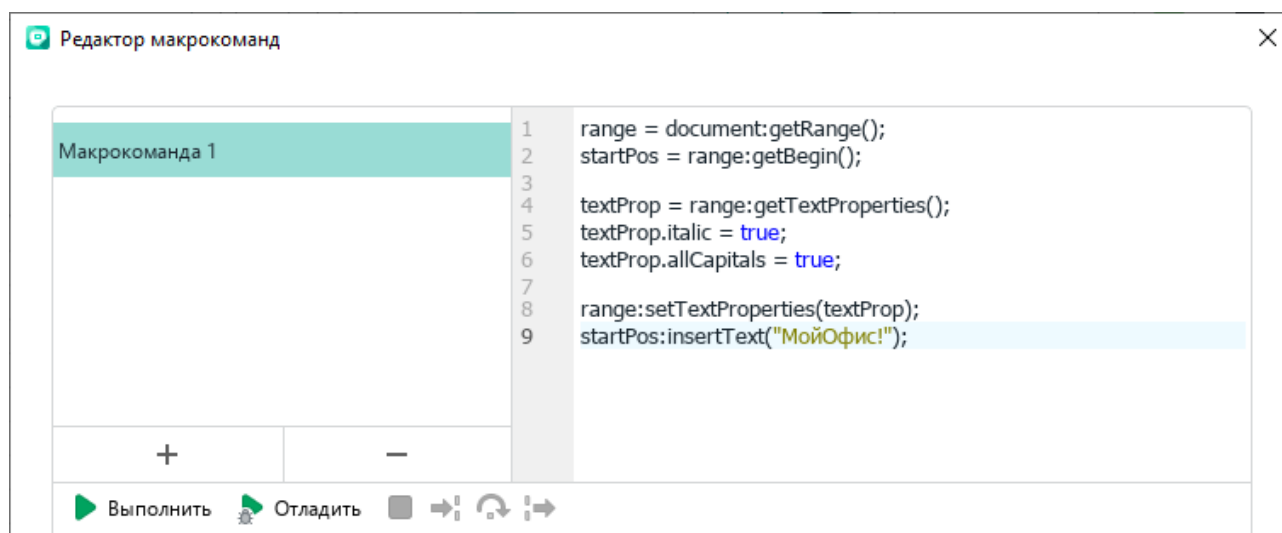 Редактор макрокоманд
Макрокоманда 1
1 range = document:getRange();
2 startPos = range:getBegin();
3
4 textProp = range:getTextProperties();
5 textProp.italic = true;
6 textProp.allCapitals = true;
7
8 range:setTextProperties(textProp);
9 startPos:insertText("МойОфис!");
Выполнить Отладить